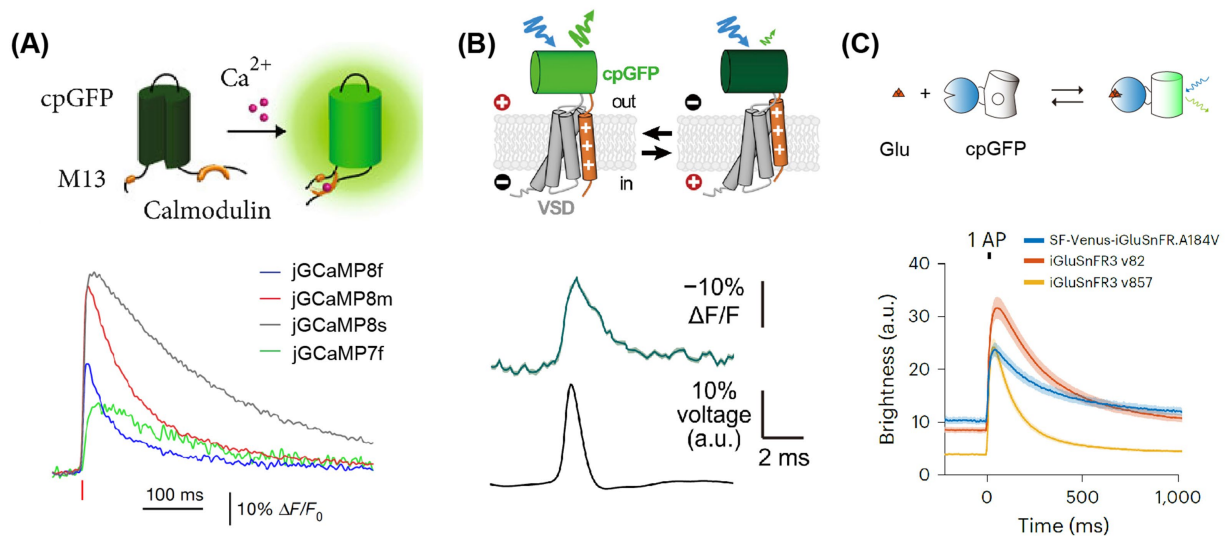 (A)
Ca2+
cpGFP
M13
Calmodulin
jGCaMP8f
jGCaMP8m
jGCaMP8s
jGCaMP7f
100 ms
10% ΔF/F0
(B)
cpGFP
+
out
−
+
+
+
+
+
+
−
in
+
VSD
−10%
ΔF/F
10%
voltage
(a.u.)
2 ms
(C)
+
Glu
cpGFP
1 AP
SF-Venus-iGluSnFR.A184V
iGluSnFR3 v82
iGluSnFR3 v857
Brightness (a.u.)
40
30
20
10
0
0
500
1,000
Time (ms)